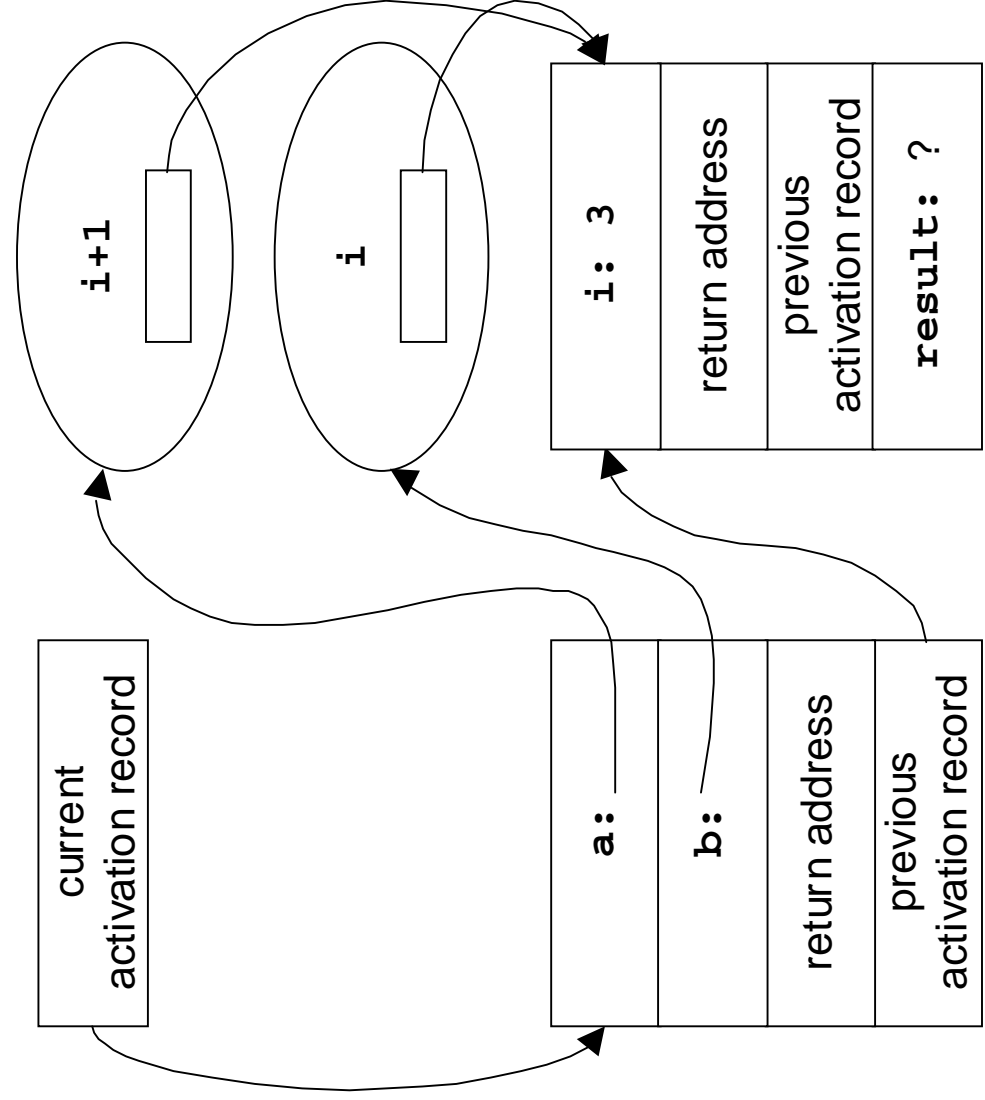 current
activation record
i+1
i
a:
b:
return address
previous
activation record
i: 3
return address
previous
activation record
result: ?